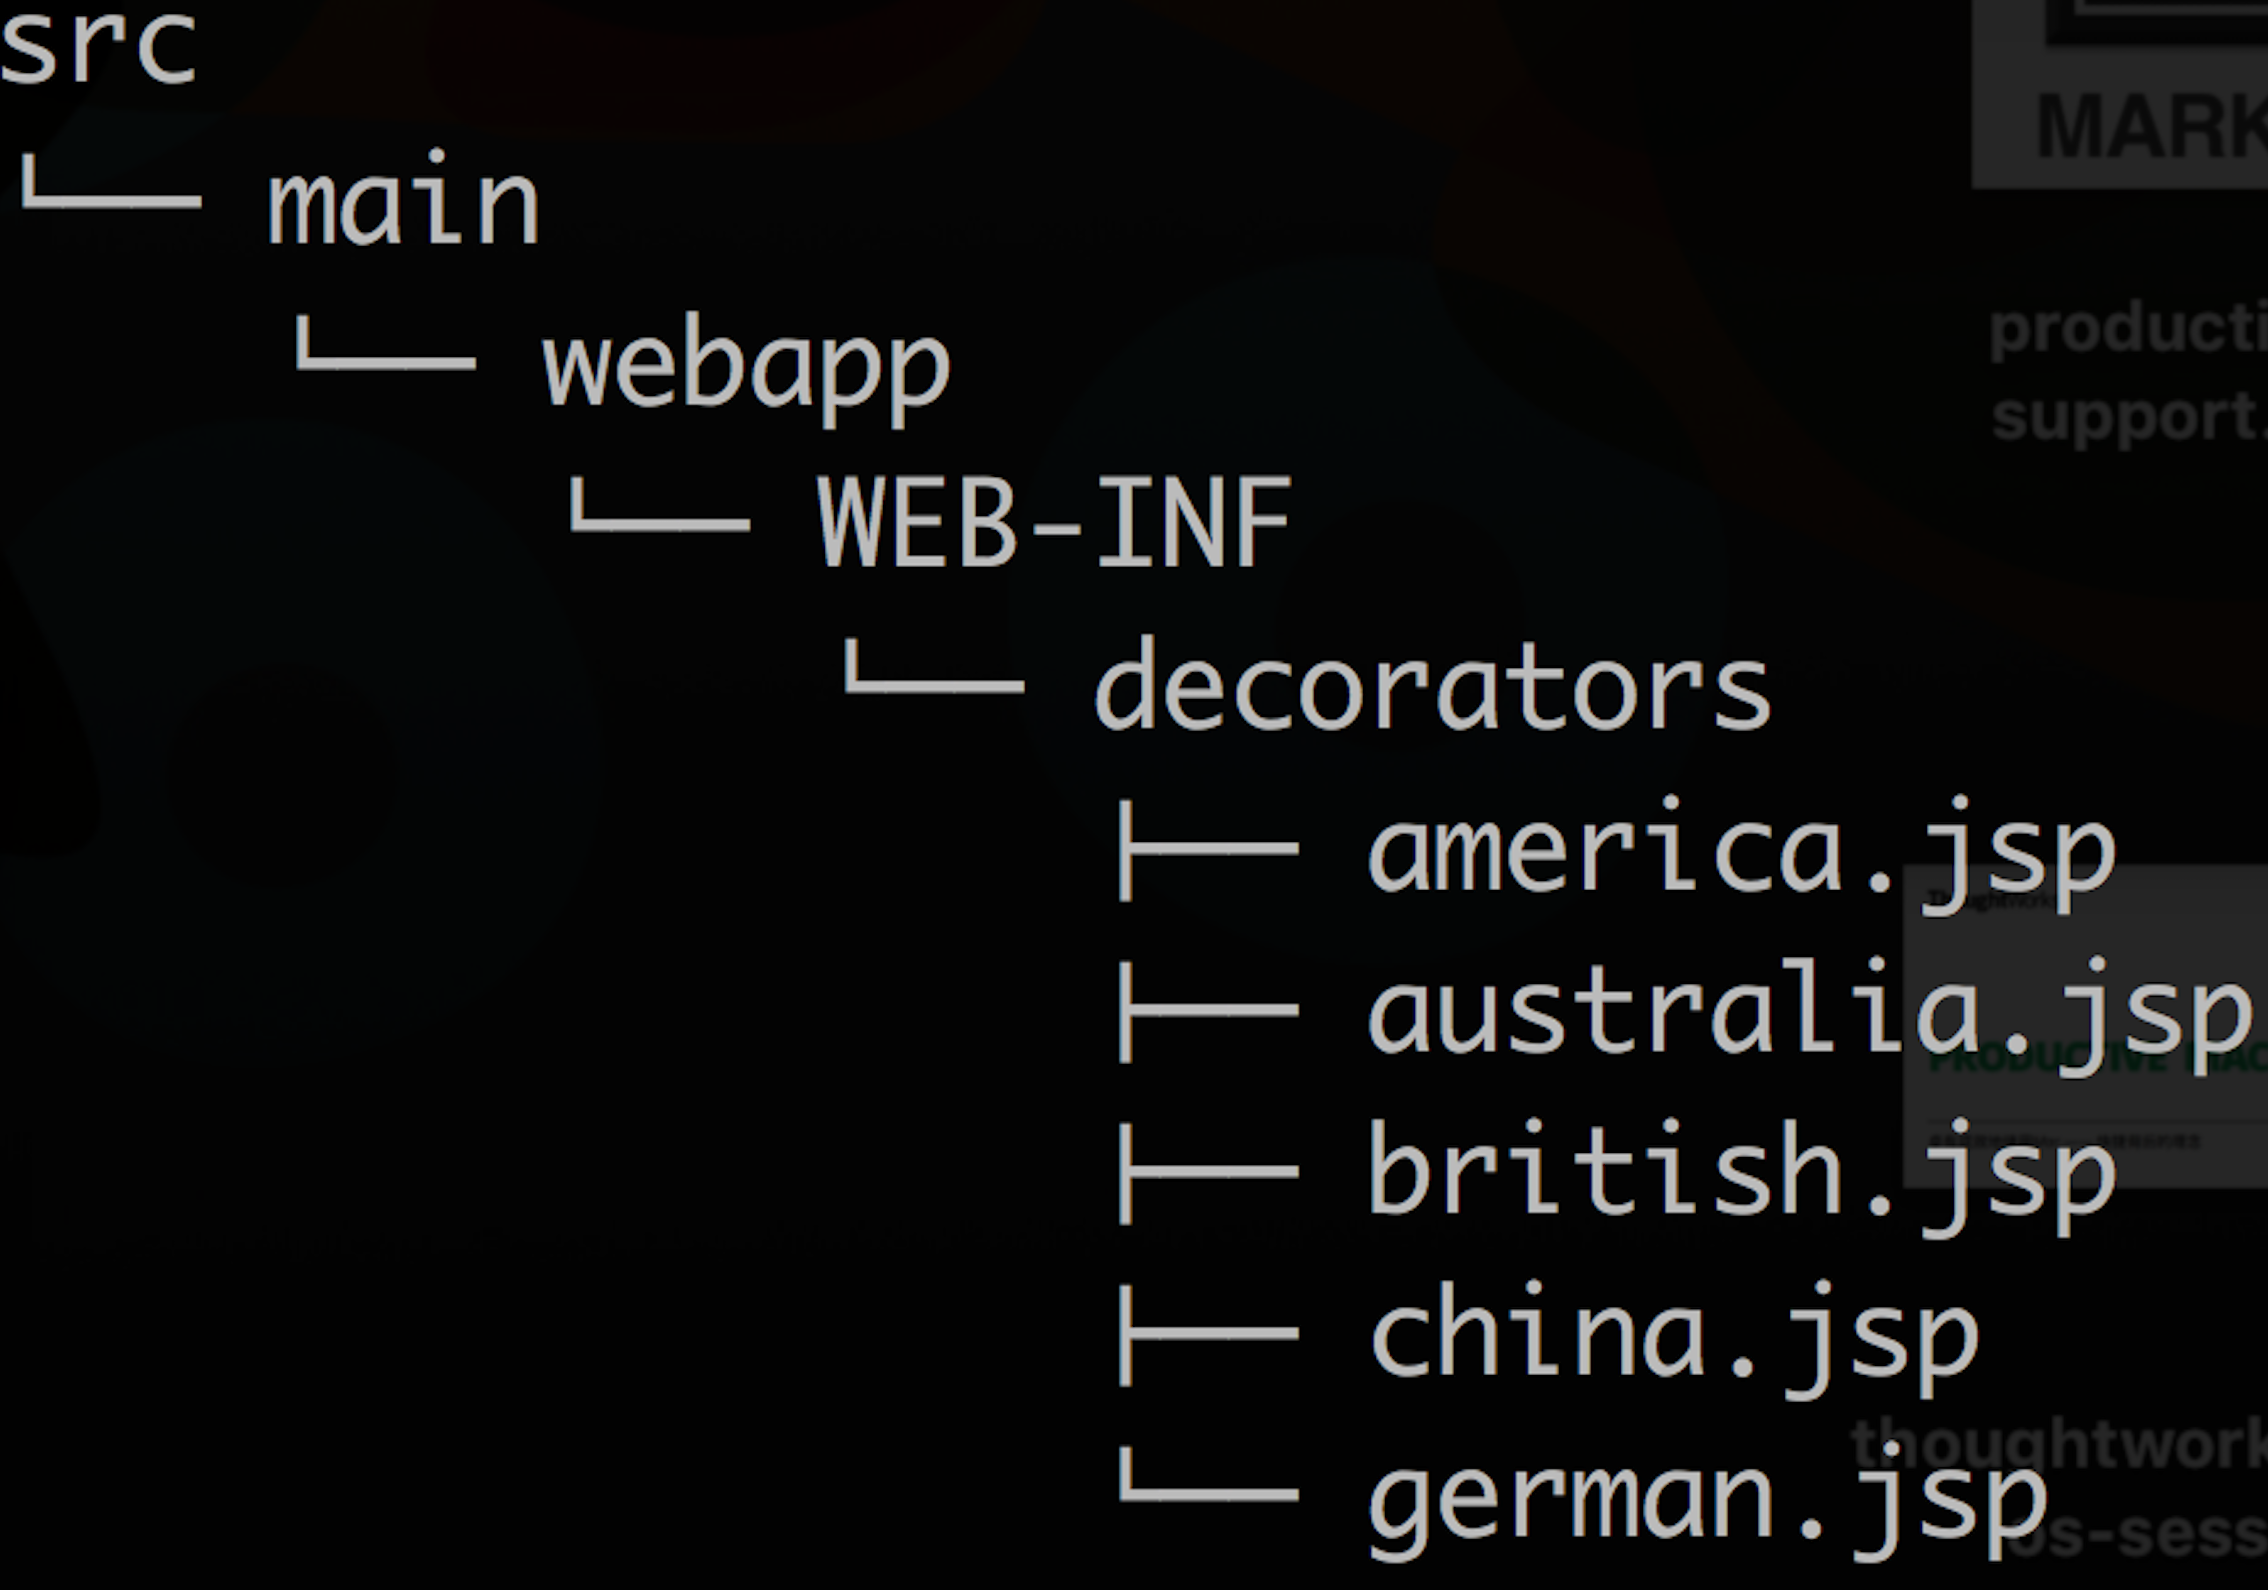 src
└── main
└── webapp
└── WEB-INF
└── decorators
├── america.jsp
├── australia.jsp
├── british.jsp
├── china.jsp
└── german.jsp
MARK
producti
support.
PRODUCTIVE MAC
thoughtwork
os-sess